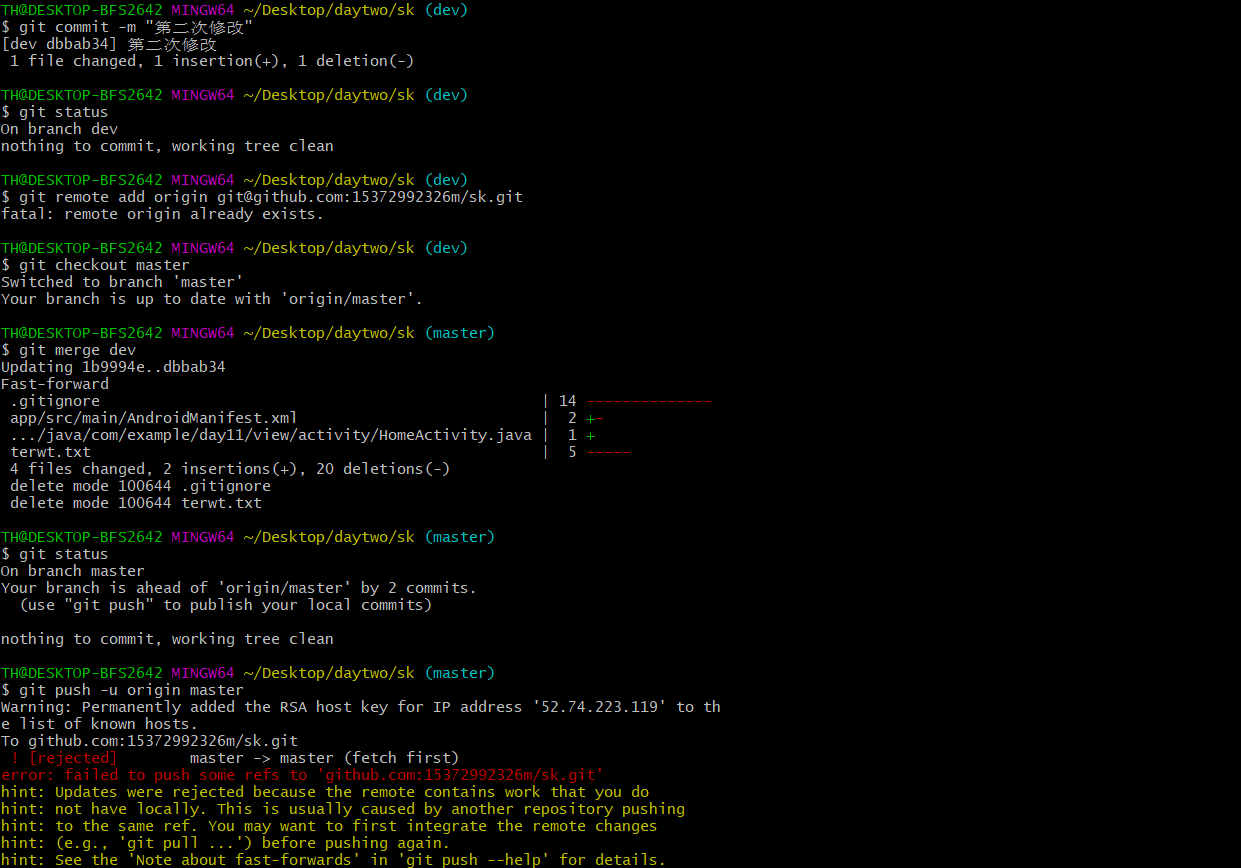 TH@DESKTOP-BFS2642 MINGW64 ~/Desktop/daytwo/sk (dev)
$ git commit -m "第二次修改"
[dev dbbab34] 第二次修改
 1 file changed, 1 insertion(+), 1 deletion(-)

TH@DESKTOP-BFS2642 MINGW64 ~/Desktop/daytwo/sk (dev)
$ git status
On branch dev
nothing to commit, working tree clean

TH@DESKTOP-BFS2642 MINGW64 ~/Desktop/daytwo/sk (dev)
$ git remote add origin git@github.com:15372992326m/sk.git
fatal: remote origin already exists.

TH@DESKTOP-BFS2642 MINGW64 ~/Desktop/daytwo/sk (dev)
$ git checkout master
Switched to branch 'master'
Your branch is up to date with 'origin/master'.

TH@DESKTOP-BFS2642 MINGW64 ~/Desktop/daytwo/sk (master)
$ git merge dev
Updating 1b9994e..dbbab34
Fast-forward
 .gitignore | 14 --------------
 app/src/main/AndroidManifest.xml | 2 +-
 .../java/com/example/day11/view/activity/HomeActivity.java | 1 +
 terwt.txt | 5 -----
 4 files changed, 2 insertions(+), 20 deletions(-)
 delete mode 100644 .gitignore
 delete mode 100644 terwt.txt

TH@DESKTOP-BFS2642 MINGW64 ~/Desktop/daytwo/sk (master)
$ git status
On branch master
Your branch is ahead of 'origin/master' by 2 commits.
  (use "git push" to publish your local commits)

nothing to commit, working tree clean

TH@DESKTOP-BFS2642 MINGW64 ~/Desktop/daytwo/sk (master)
$ git push -u origin master
Warning: Permanently added the RSA host key for IP address '52.74.223.119' to th
e list of known hosts.
To github.com:15372992326m/sk.git
 ! [rejected]        master -> master (fetch first)
error: failed to push some refs to 'github.com:15372992326m/sk.git'
hint: Updates were rejected because the remote contains work that you do
hint: not have locally. This is usually caused by another repository pushing
hint: to the same ref. You may want to first integrate the remote changes
hint: (e.g., 'git pull ...') before pushing again.
hint: See the 'Note about fast-forwards' in 'git push --help' for details.